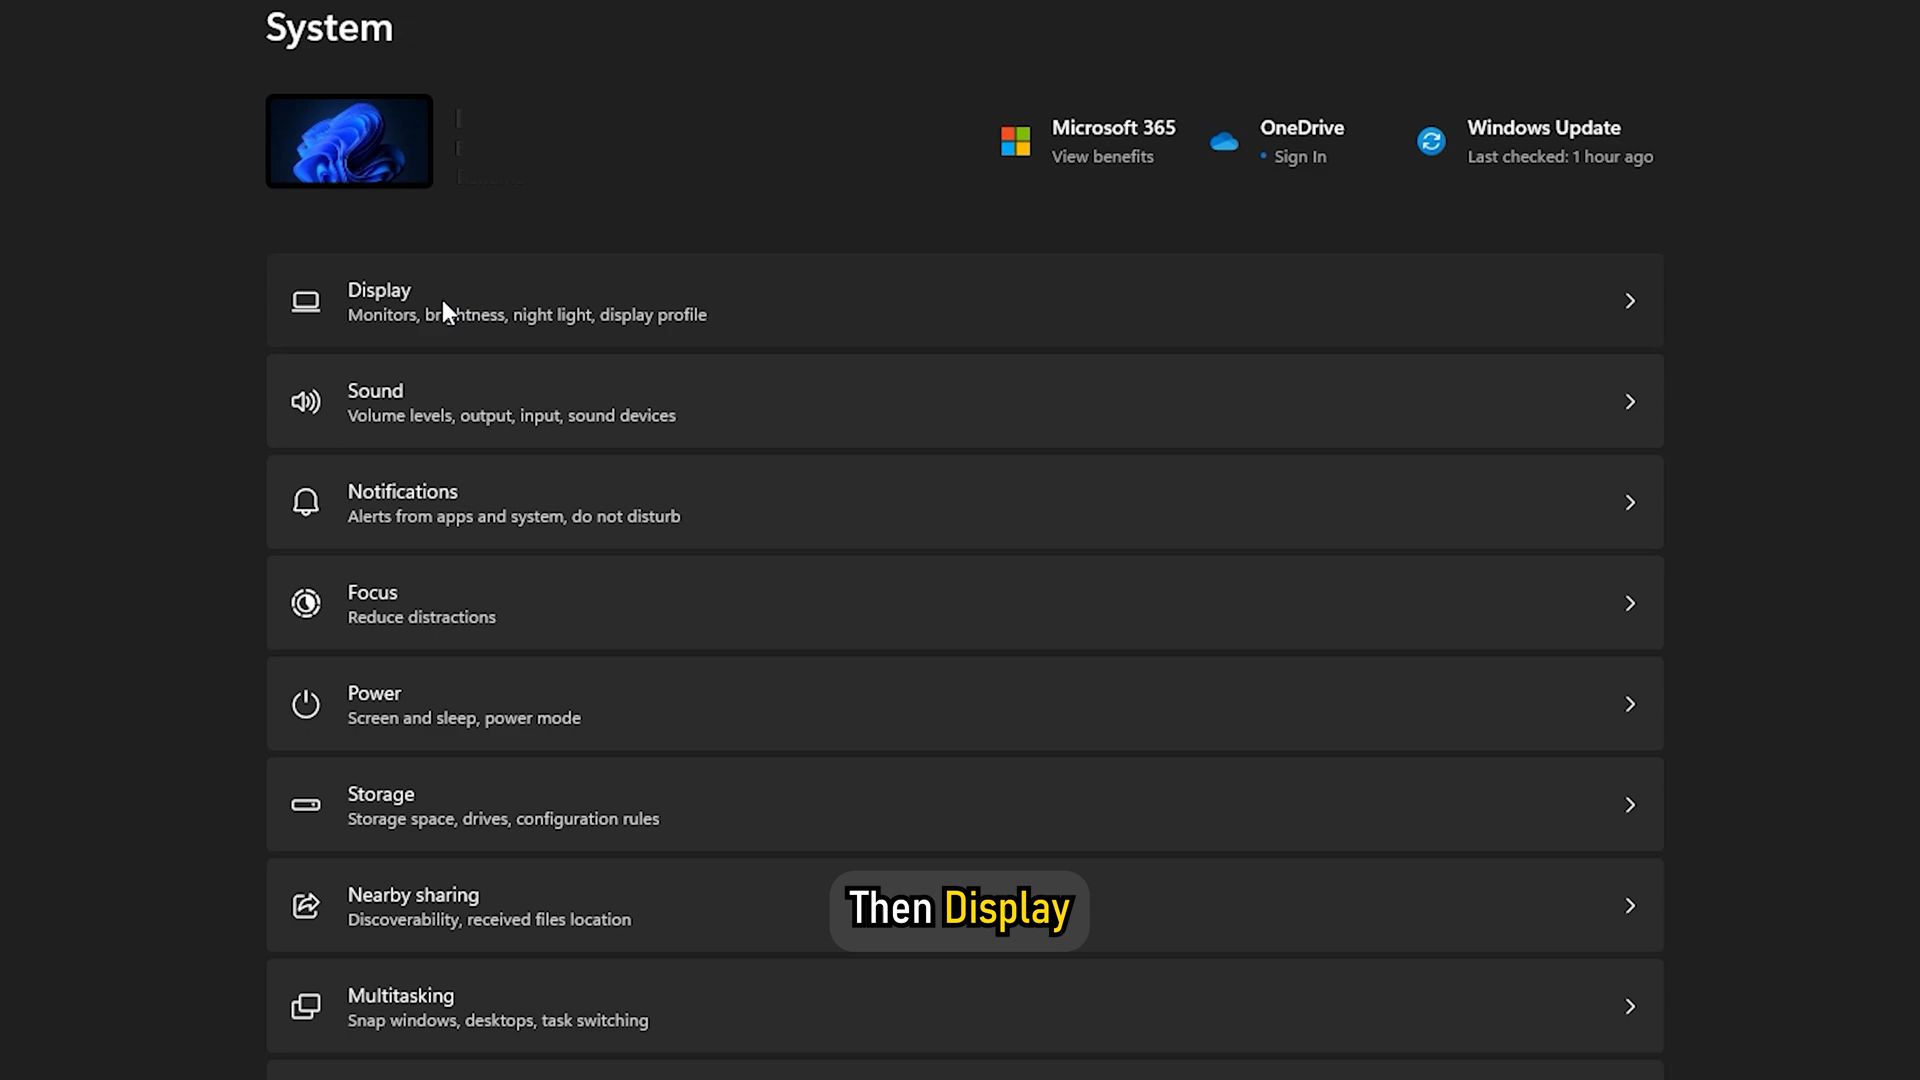 System
Microsoft 365
View benefits
OneDrive
• Sign In
Windows Update
Last checked: 1 hour ago
Display
Monitors, brightness, night light, display profile
Sound
Volume levels, output, input, sound devices
Notifications
Alerts from apps and system, do not disturb
Focus
Reduce distractions
Power
Screen and sleep, power mode
Storage
Storage space, drives, configuration rules
Nearby sharing
Discoverability, received files location
Then Display
Multitasking
Snap windows, desktops, task switching